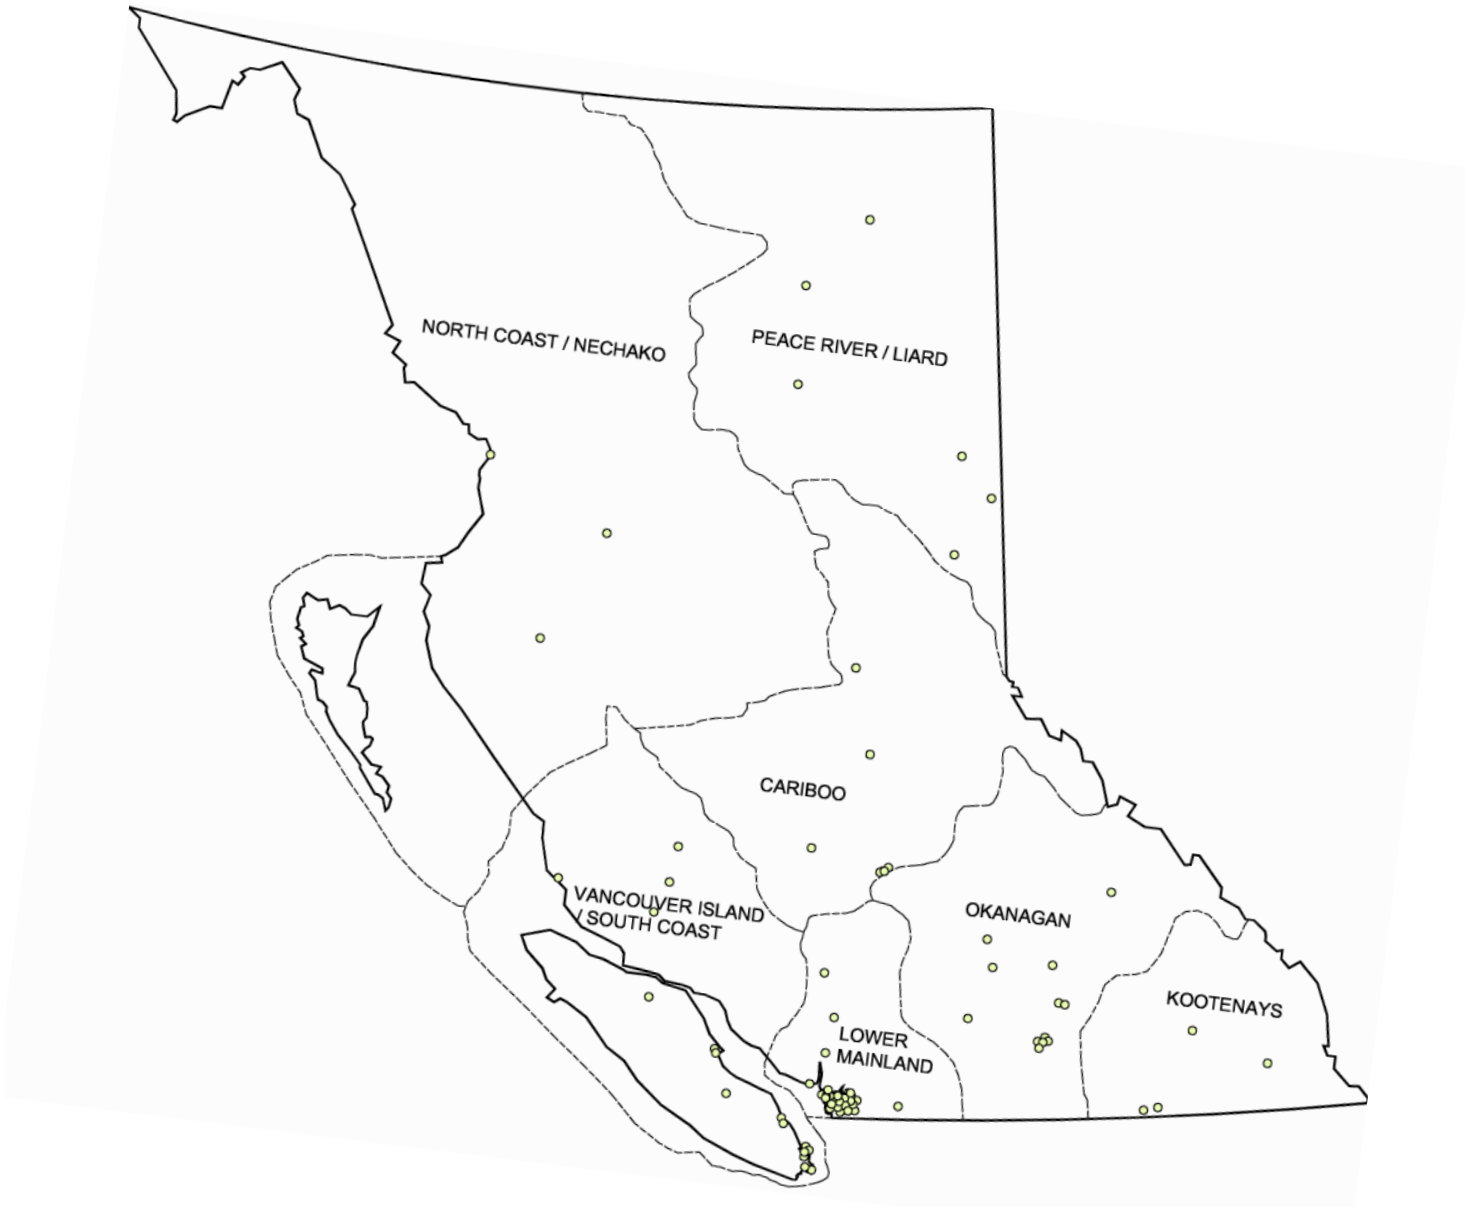 NORTH COAST / NECHAKO
PEACE RIVER / LIARD
CARIBOO
VANCOUVER ISLAND
/ SOUTH COAST
OKANAGAN
KOOTENAYS
LOWER
MAINLAND